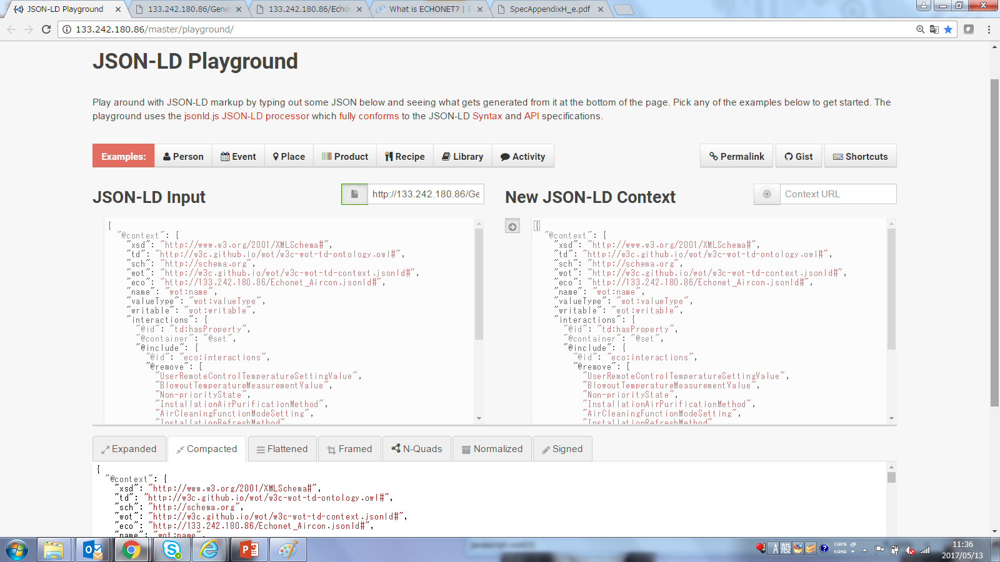 JSON-LD Playground
133.242.180.86/Gene
133.242.180.86/Echon
What is ECHONET? | E
SpecAppendixH_e.pdf
133.242.180.86/master/playground/
JSON-LD Playground
Play around with JSON-LD markup by typing out some JSON below and seeing what gets generated from it at the bottom of the page. Pick any of the examples below to get started. The
playground uses the jsonld.js JSON-LD processor which fully conforms to the JSON-LD Syntax and API specifications.
Examples: Person Event Place Product Recipe Library Activity Permalink Gist Shortcuts
JSON-LD Input
http://133.242.180.86/Ge
New JSON-LD Context
Context URL
{
"@context": {
"xsd": "http://www.w3.org/2001/XMLSchema#",
"td": "http://w3c.github.io/wot/w3c-wot-td-ontology.owl#",
"sch": "http://schema.org",
"wot": "http://w3c.github.io/wot/w3c-wot-td-context.jsonld#",
"eco": "http://133.242.180.86/Echonet_Aircon.jsonld#",
"name": "wot:name",
"valueType": "wot:valueType",
"writable": "wot:writable",
"interactions": {
"@id": "td:hasProperty",
"@container": "@set",
"@include": {
"@id": "eco:interactions",
"@remove": [
"UserRemoteControlTemperatureSettingValue",
"BlowoutTemperatureMeasurementValue",
"Non-priorityState",
"InstallationAirPurificationMethod",
"AirCleaningFunctionModeSetting",
"InstallationRefreshMethod"
{
"@context": {
"xsd": "http://www.w3.org/2001/XMLSchema#",
"td": "http://w3c.github.io/wot/w3c-wot-td-ontology.owl#",
"sch": "http://schema.org",
"wot": "http://w3c.github.io/wot/w3c-wot-td-context.jsonld#",
"eco": "http://133.242.180.86/Echonet_Aircon.jsonld#",
"name": "wot:name",
"valueType": "wot:valueType",
"writable": "wot:writable",
"interactions": {
"@id": "td:hasProperty",
"@container": "@set",
"@include": {
"@id": "eco:interactions",
"@remove": [
"UserRemoteControlTemperatureSettingValue",
"BlowoutTemperatureMeasurementValue",
"Non-priorityState",
"InstallationAirPurificationMethod",
"AirCleaningFunctionModeSetting",
"InstallationRefreshMethod"
Expanded Compacted Flattened Framed N-Quads Normalized Signed
{
"@context": {
"xsd": "http://www.w3.org/2001/XMLSchema#",
"td": "http://w3c.github.io/wot/w3c-wot-td-ontology.owl#",
"sch": "http://schema.org",
"wot": "http://w3c.github.io/wot/w3c-wot-td-context.jsonld#",
"eco": "http://133.242.180.86/Echonet_Aircon.jsonld#",
"name": "wot:name",
A 般
CAPS
KANA
11:36
2017/05/13